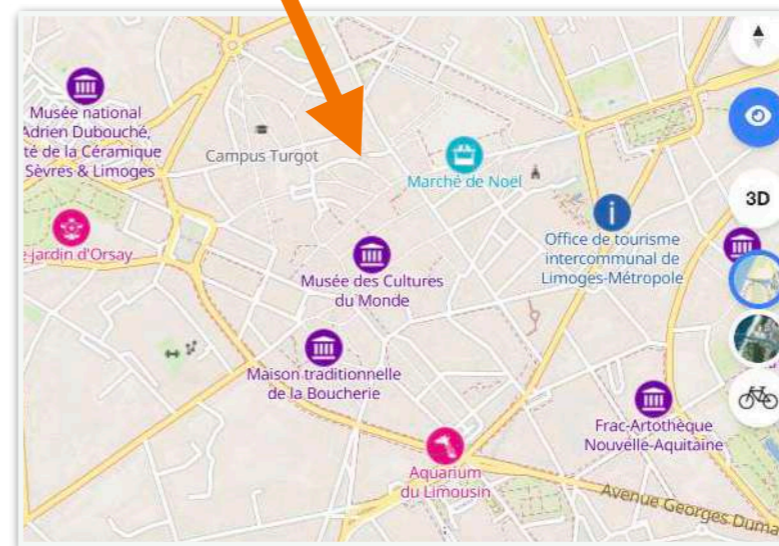 Musée national
Adrien Dubouché,
té de la Céramique
Sèvres & Limoges
Campus Turgot
Marché de Noël
3D
jardin d'Orsay
Office de tourisme
intercommunal de
Limoges-Métropole
Musée des Cultures
du Monde
Maison traditionnelle
de la Boucherie
Frac-Artothèque
Nouvelle-Aquitaine
Aquarium
du Limousin
Avenue Georges Duma